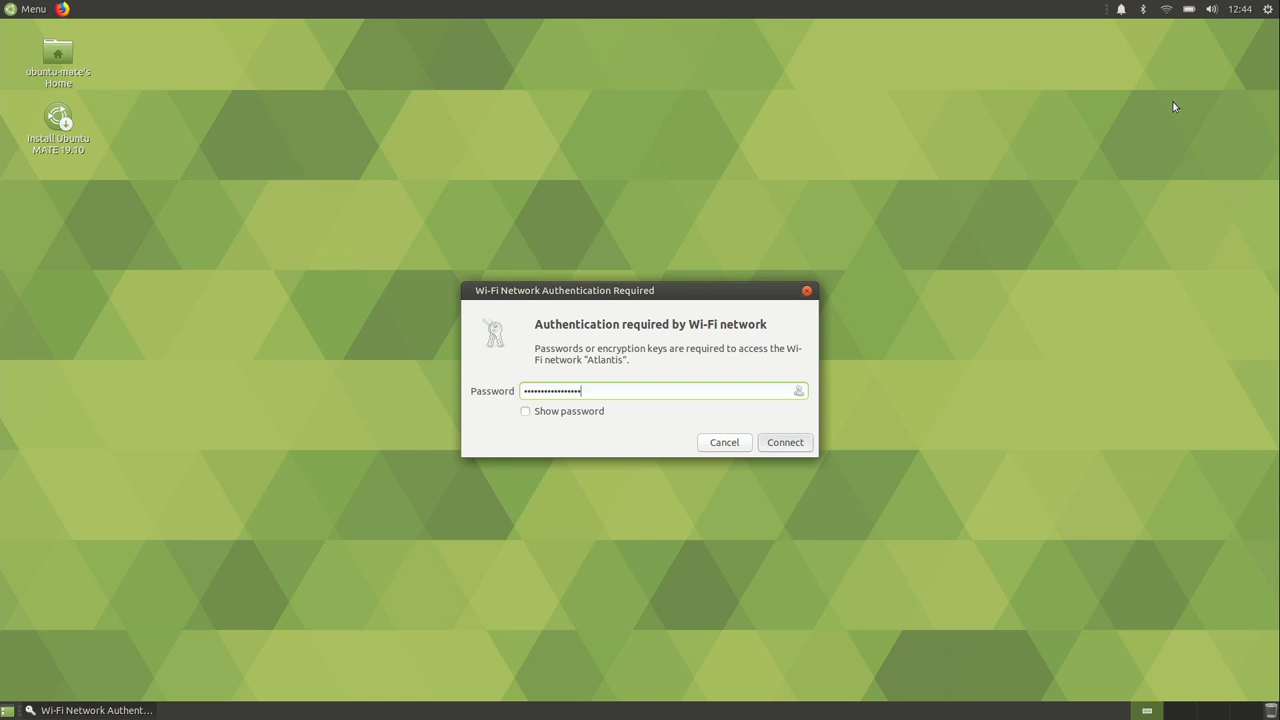 Menu
12:44
ubuntu-mate's
Home
Install Ubuntu
MATE 19.10
Wi-Fi Network Authentication Required
Authentication required by Wi-Fi network
Passwords or encryption keys are required to access the Wi-
Fi network "Atlantis".
Password •••••••••••••••••
Show password
Cancel Connect
Wi-Fi Network Authent...